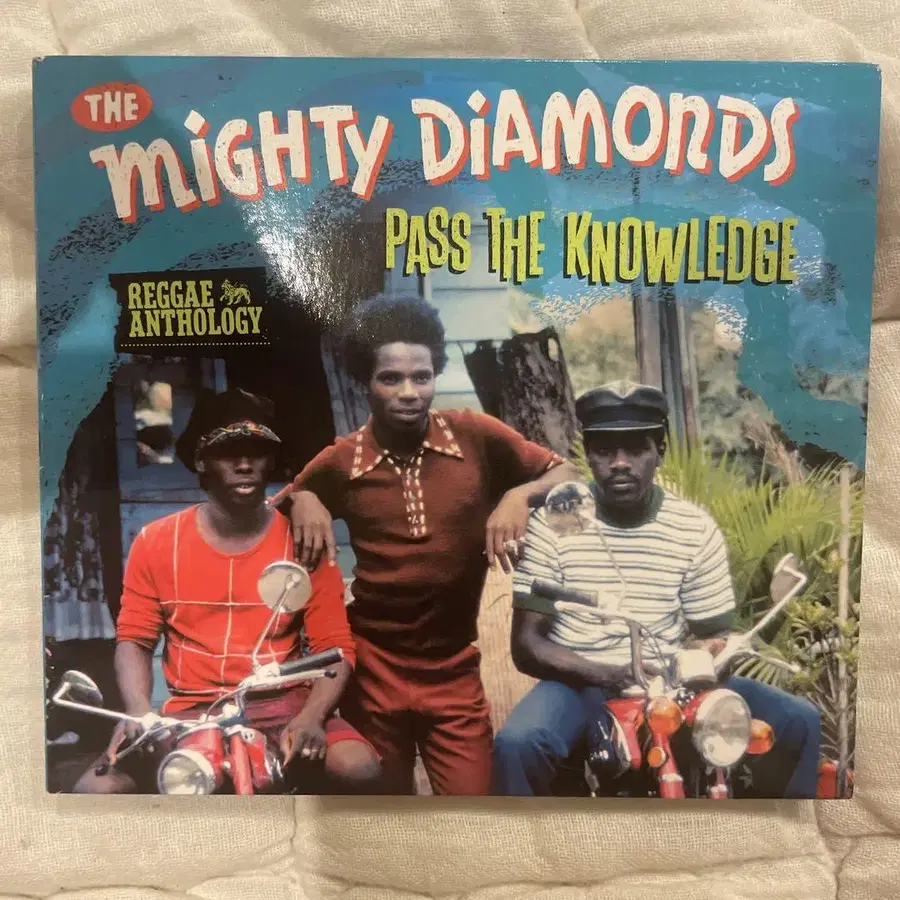 THE
MiGHTY DiAMONDS
PASS THE KNOWLEDGE
REGGAE
ANTHOLOGY